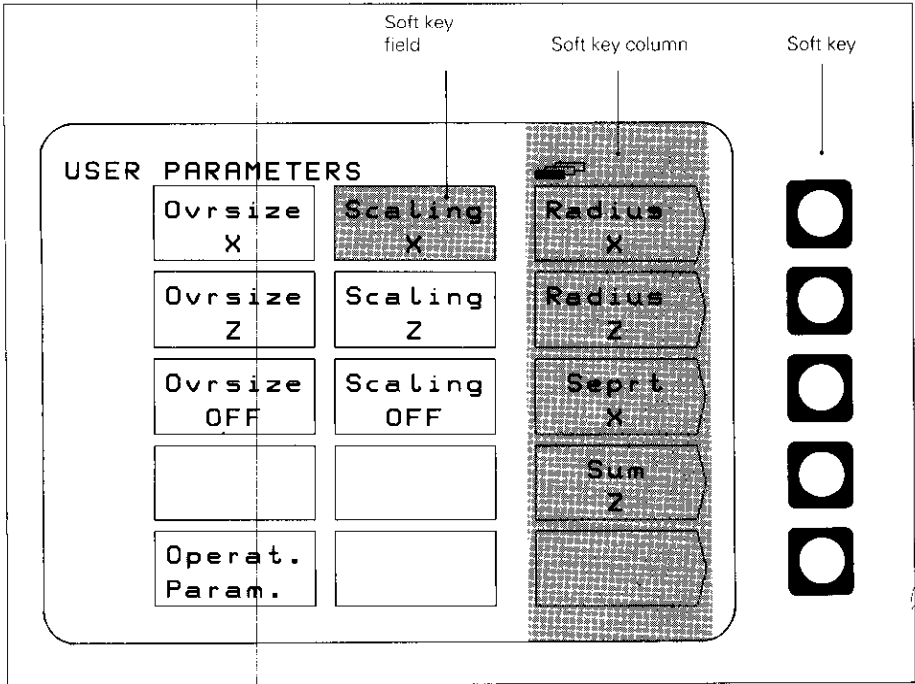 Soft key
field
Soft key column
Soft key
USER PARAMETERS
Ovrsize
X
Scaling
X
Radius
X
Ovrsize
Z
Scaling
Z
Radius
Z
Ovrsize
OFF
Scaling
OFF
Seprt
X
Sum
Z
Operat.
Param.